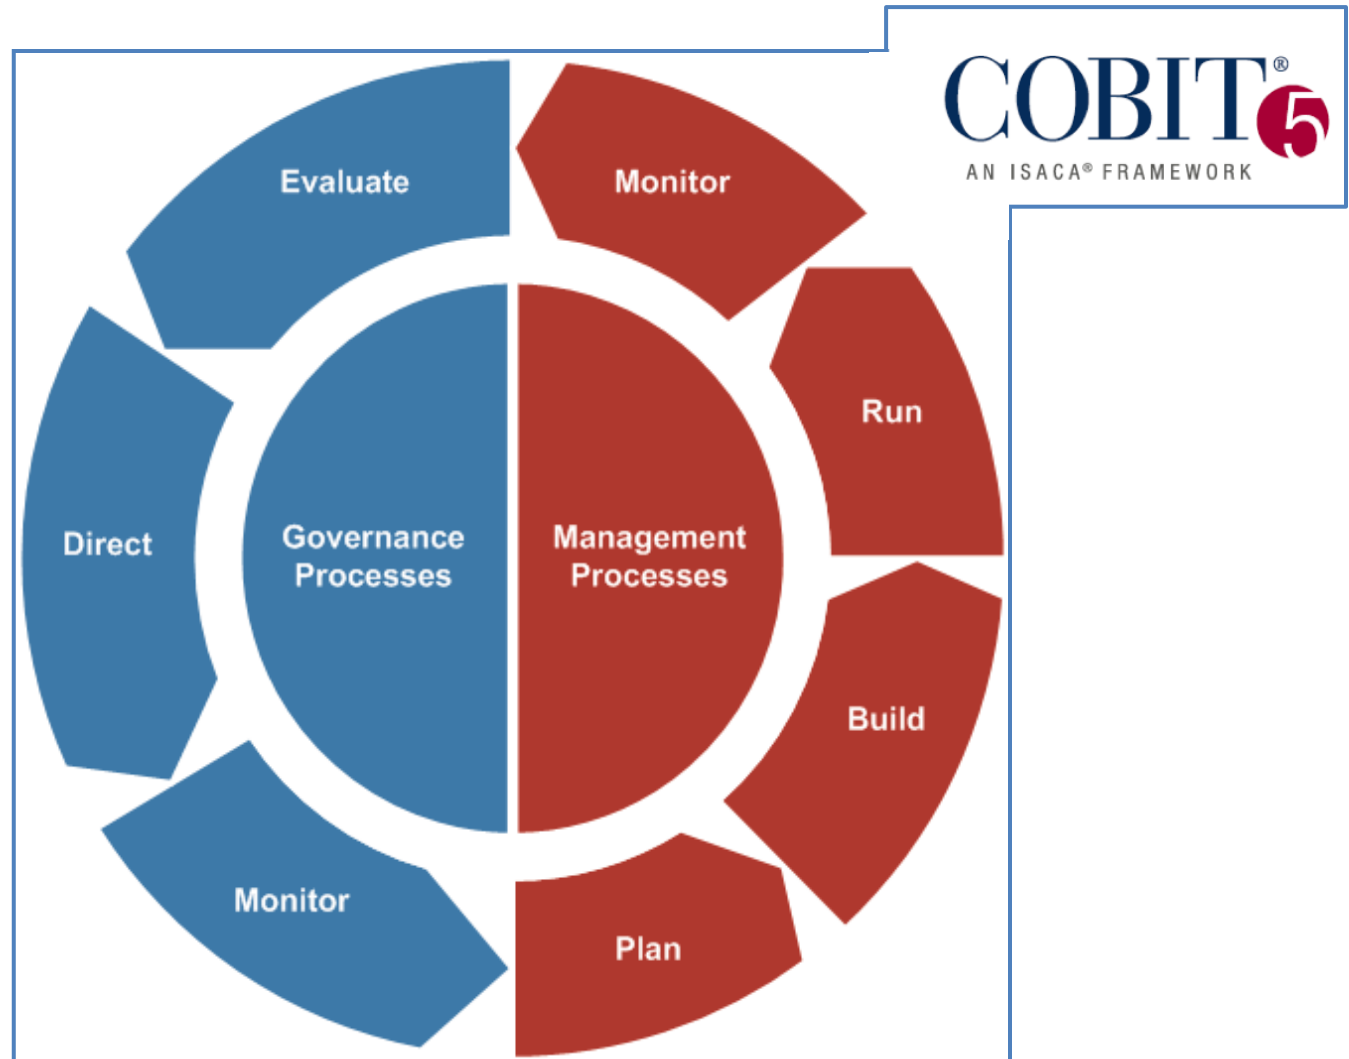 COBIT® 5
AN ISACA® FRAMEWORK
Evaluate
Monitor
Run
Direct
Governance
Processes
Management
Processes
Build
Monitor
Plan